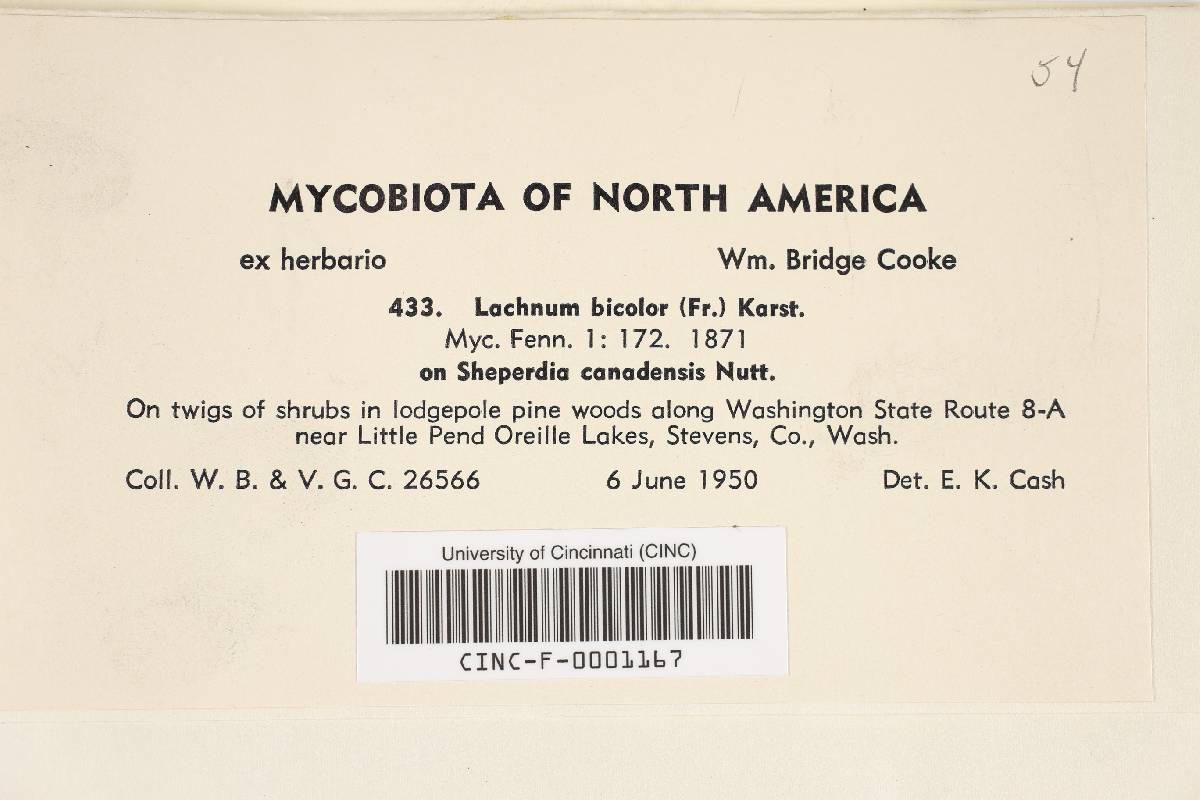 54
MYCOBIOTA OF NORTH AMERICA
ex herbario Wm. Bridge Cooke
433. Lachnum bicolor (Fr.) Karst.
Myc. Fenn. 1: 172. 1871
on Sheperdia canadensis Nutt.
On twigs of shrubs in lodgepole pine woods along Washington State Route 8-A
near Little Pend Oreille Lakes, Stevens, Co., Wash.
Coll. W. B. & V. G. C. 26566 6 June 1950 Det. E. K. Cash
University of Cincinnati (CINC)
CINC-F-0001167